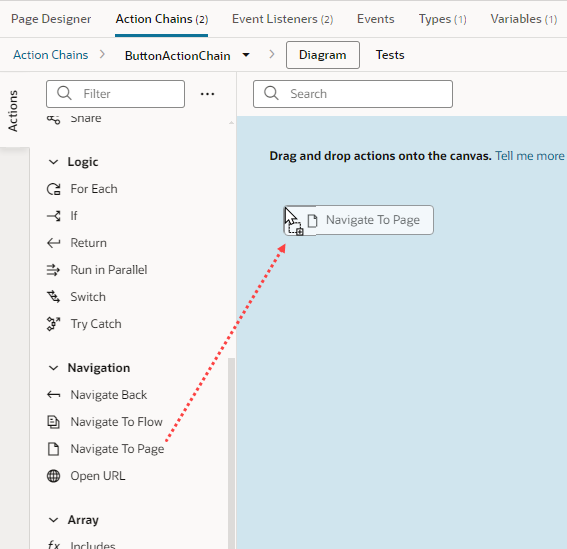 Page Designer Action Chains (2) Event Listeners (2) Events Types (1) Variables (1)
Action Chains ButtonActionChain Diagram Tests
Actions
Filter
Search
Share
Drag and drop actions onto the canvas. Tell me more
Logic
For Each
If
Return
Run in Parallel
Switch
Try Catch
Navigate To Page
Navigation
Navigate Back
Navigate To Flow
Navigate To Page
Open URL
Array
fx Includes